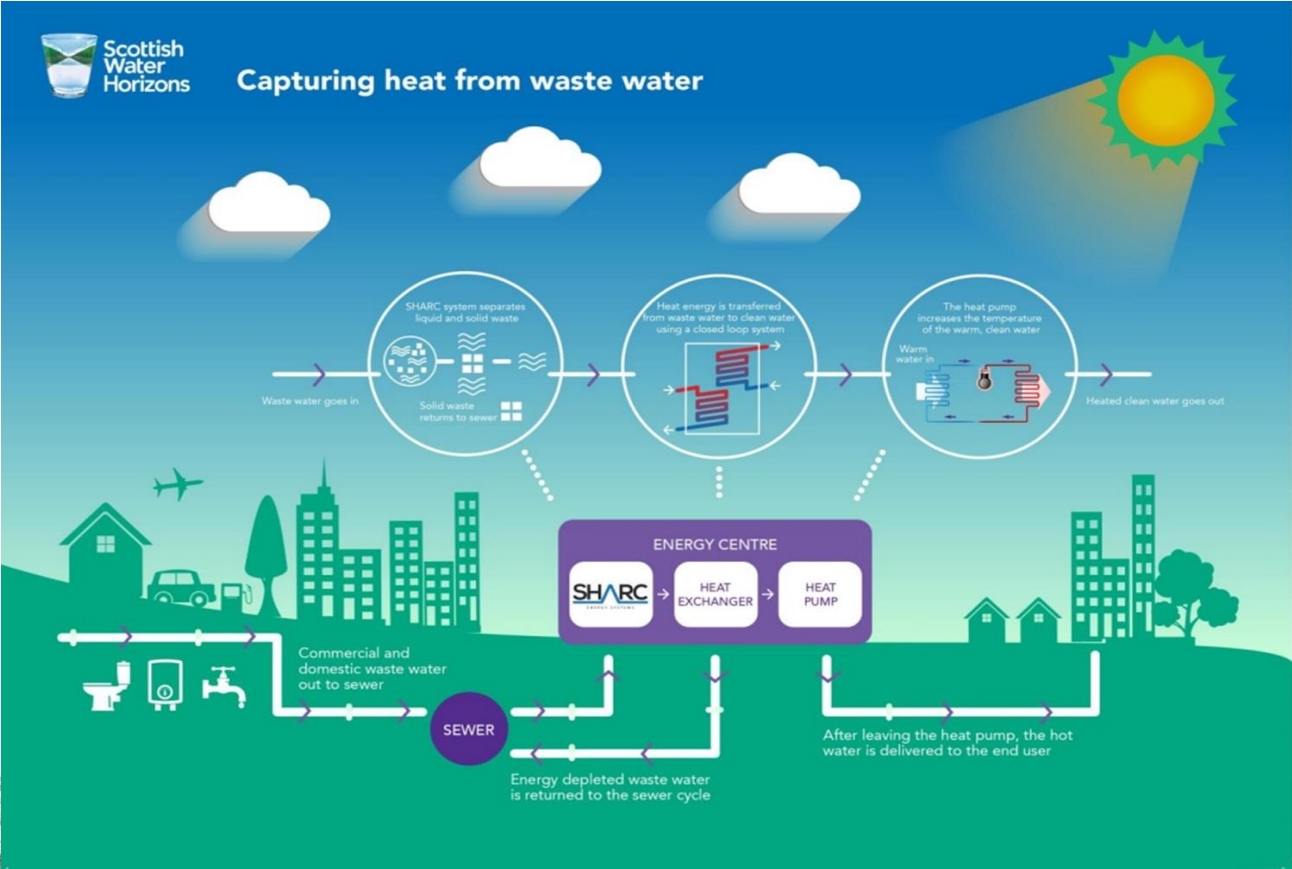 Scottish
Water
Horizons
Capturing heat from waste water
SHARC system separates
liquid and solid waste
Solid waste
returns to sewer
Heat energy is transferred
from waste water to clean water
using a closed loop system
The heat pump
increases the temperature
of the warm, clean water
Warm
water in
Waste water goes in
Heated clean water goes out
ENERGY CENTRE
SHARC
ENERGY SYSTEMS
HEAT
EXCHANGER
HEAT
PUMP
Commercial and
domestic waste water
out to sewer
SEWER
Energy depleted waste water
is returned to the sewer cycle
After leaving the heat pump, the hot
water is delivered to the end user